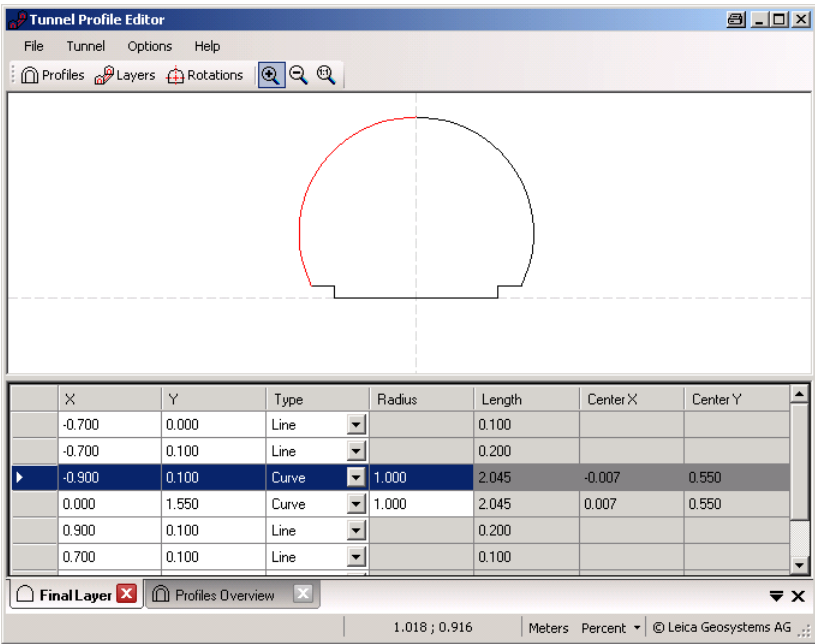 Tunnel Profile Editor
File Tunnel Options Help
Profiles Layers Rotations 1:1
X Y Type Radius Length Center X Center Y
-0.700 0.000 Line 0.100
-0.700 0.100 Line 0.200
-0.900 0.100 Curve 1.000 2.045 -0.007 0.550
0.000 1.550 Curve 1.000 2.045 0.007 0.550
0.900 0.100 Line 0.200
0.700 0.100 Line 0.100
Final Layer Profiles Overview
1.018 ; 0.916 Meters Percent © Leica Geosystems AG